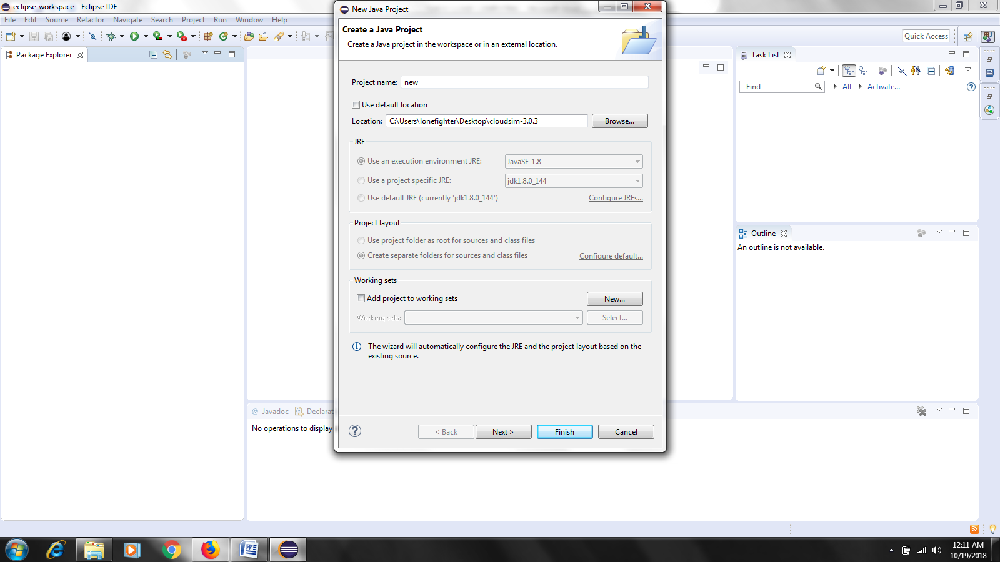 eclipse-workspace - Eclipse IDE
File Edit Source Refactor Navigate Search Project Run Window Help
Quick Access
Package Explorer
New Java Project
Create a Java Project
Create a Java project in the workspace or in an external location.
Project name: new
Use default location
Location: C:\Users\lonefighter\Desktop\cloudsim-3.0.3 Browse...
JRE
Use an execution environment JRE: JavaSE-1.8
Use a project specific JRE: jdk1.8.0_144
Use default JRE (currently 'jdk1.8.0_144') Configure JREs...
Project layout
Use project folder as root for sources and class files
Create separate folders for sources and class files Configure default...
Working sets
Add project to working sets New...
Working sets: Select...
The wizard will automatically configure the JRE and the project layout based on the
existing source.
< Back Next > Finish Cancel
Task List
Find All Activate...
Outline
An outline is not available.
@ Javadoc Declarat
No operations to display
12:11 AM
10/19/2018